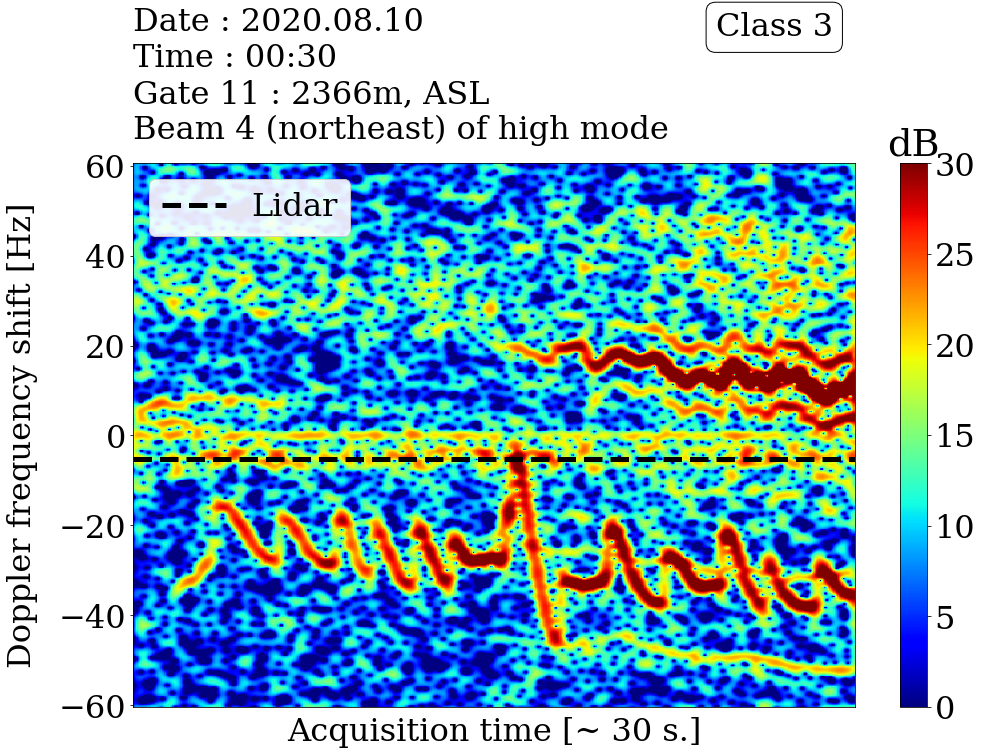 Date : 2020.08.10
Time : 00:30
Gate 11 : 2366m, ASL
Beam 4 (northeast) of high mode
Class 3
dB
Lidar
Doppler frequency shift [Hz]
60
40
20
0
−20
−40
−60
Acquisition time [~ 30 s.]
30
25
20
15
10
5
0